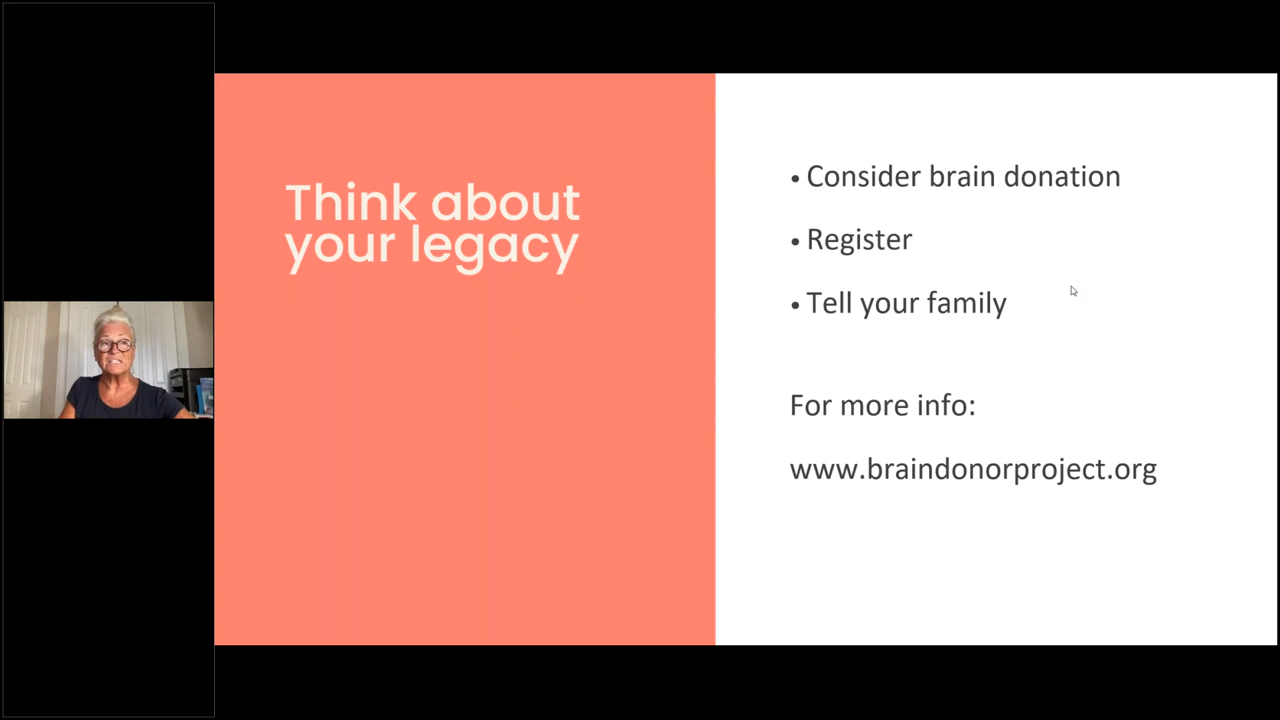 Think about
your legacy
• Consider brain donation
• Register
• Tell your family
For more info:
www.braindonorproject.org